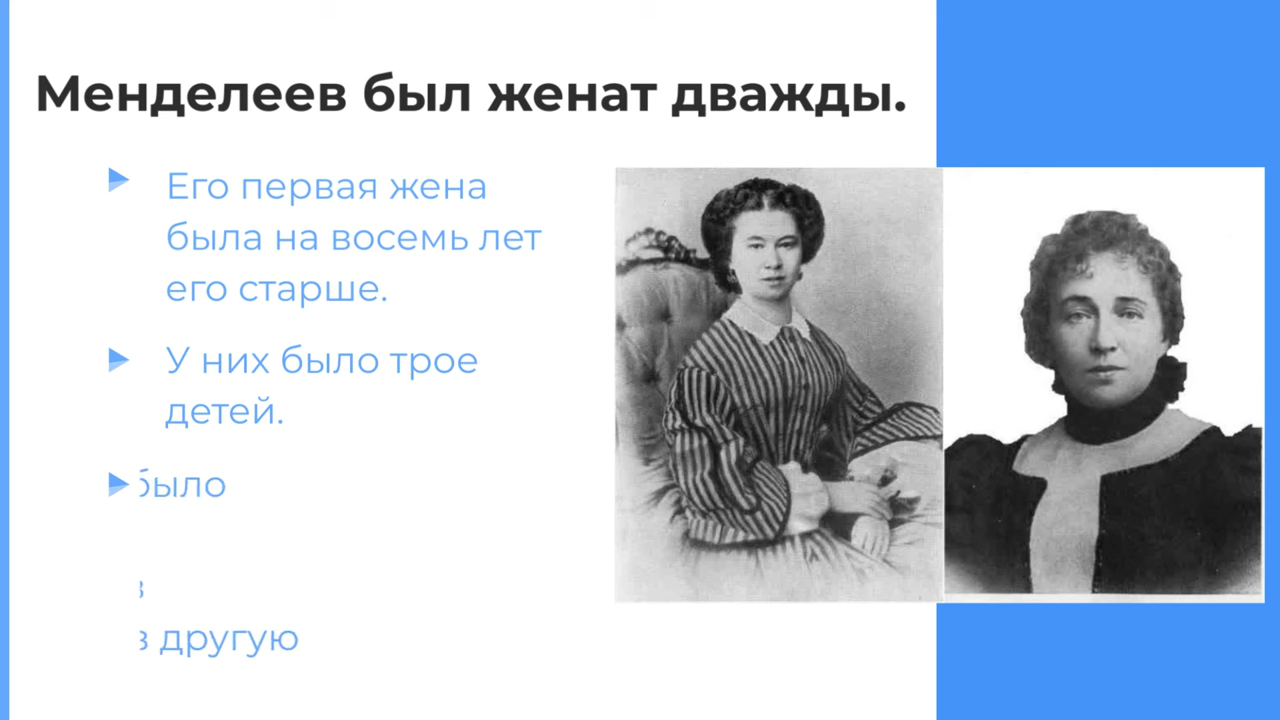 Менделеев был женат дважды.
Его первая жена
была на восемь лет
его старше.
У них было трое
детей.
было
в
в другую